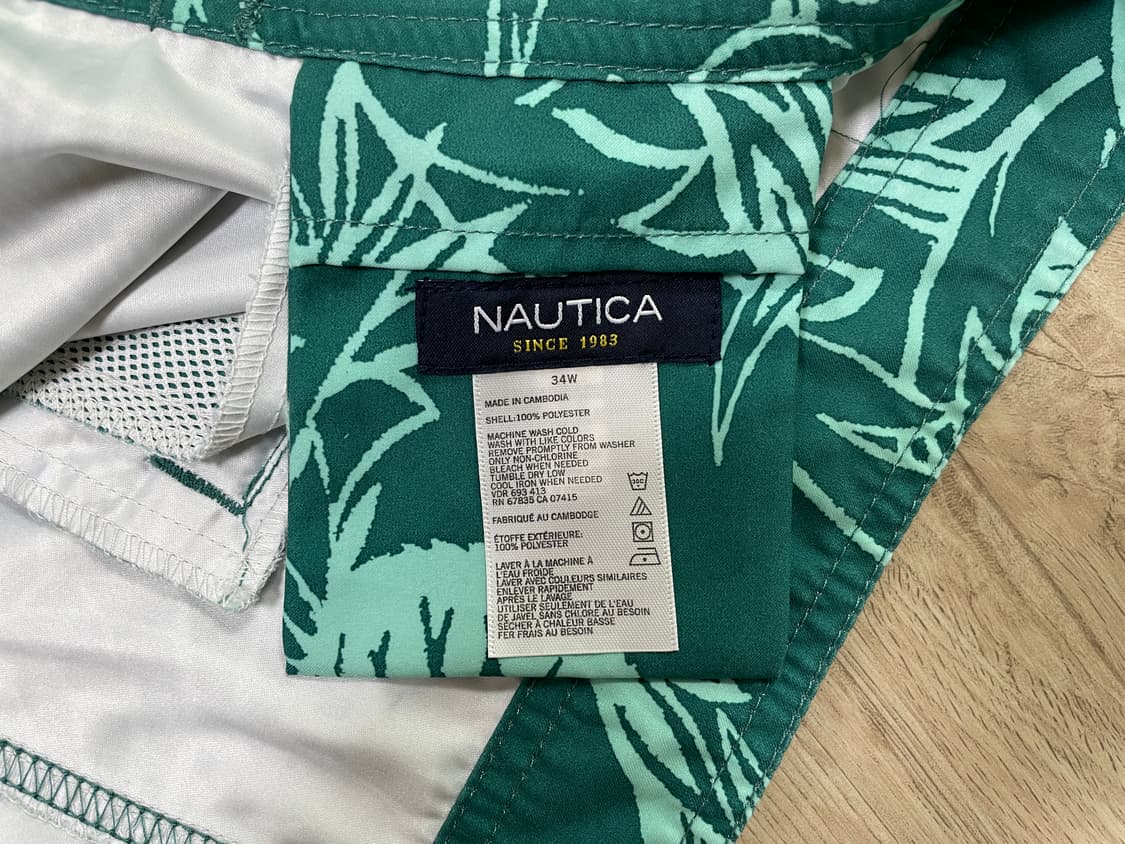 NAUTICA
SINCE 1983
34W
MADE IN CAMBODIA
SHELL:100% POLYESTER
MACHINE WASH COLD
WASH WITH LIKE COLORS
REMOVE PROMPTLY FROM WASHER
ONLY NON-CHLORINE
BLEACH WHEN NEEDED
TUMBLE DRY LOW
COOL IRON WHEN NEEDED
VDR 693 413
RN 67835 CA 07415
FABRIQUÉ AU CAMBODGE
ÉTOFFE EXTÉRIEURE:
100% POLYESTER
LAVER À LA MACHINE À
L'EAU FROIDE
LAVER AVEC COULEURS SIMILAIRES
ENLEVER RAPIDEMENT
APRÈS LE LAVAGE
UTILISER SEULEMENT DE L'EAU
DE JAVEL SANS CHLORE AU BESOIN
SÉCHER À CHALEUR BASSE
FER FRAIS AU BESOIN